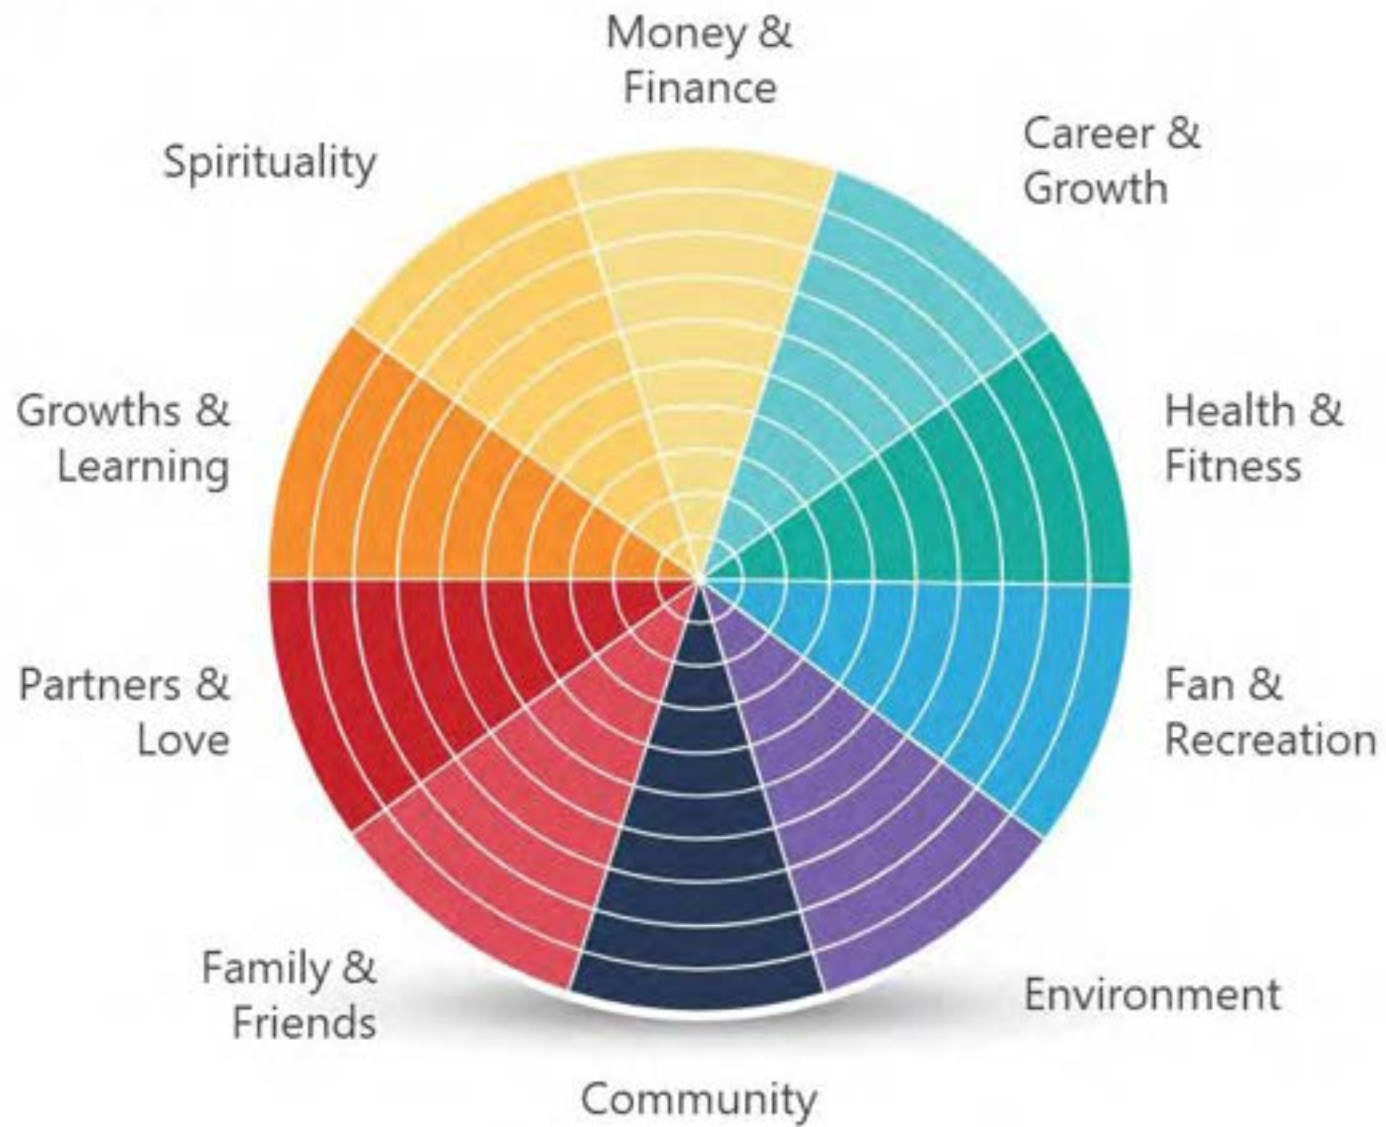 Money &
Finance
Career &
Growth
Spirituality
Growths &
Learning
Health &
Fitness
Partners &
Love
Fan &
Recreation
Family &
Friends
Environment
Community